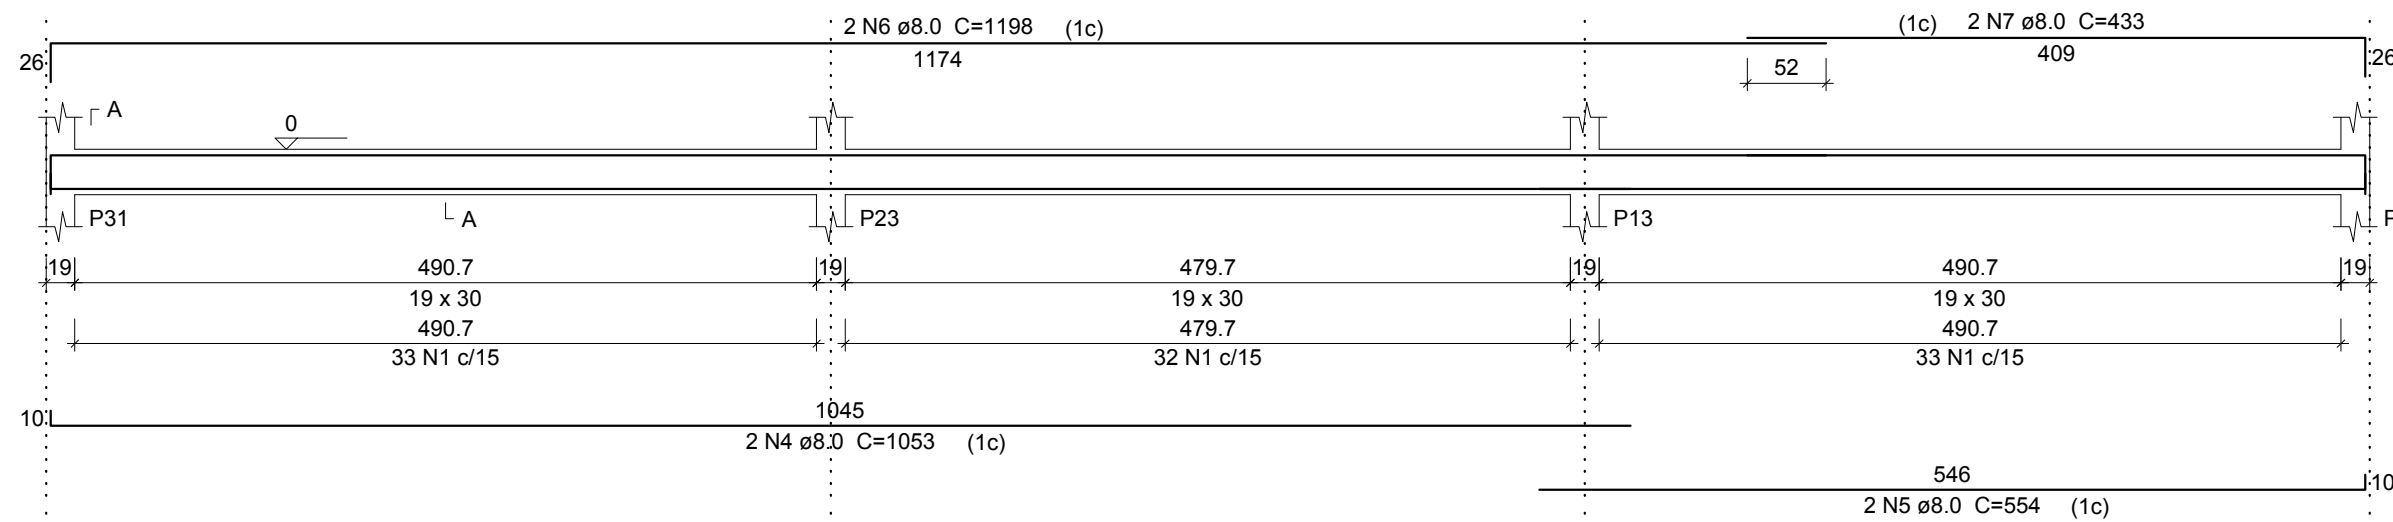 2 N6 ø8.0 C=1198 (1c)
(1c) 2 N7 ø8.0 C=433
26
1174
409
26
52
A
0
P31
A
P23
P13
P
19
490.7
19
479.7
19
490.7
19
19 x 30
19 x 30
19 x 30
490.7
479.7
490.7
33 N1 c/15
32 N1 c/15
33 N1 c/15
10
1045
2 N4 ø8.0 C=1053 (1c)
546
10
2 N5 ø8.0 C=554 (1c)